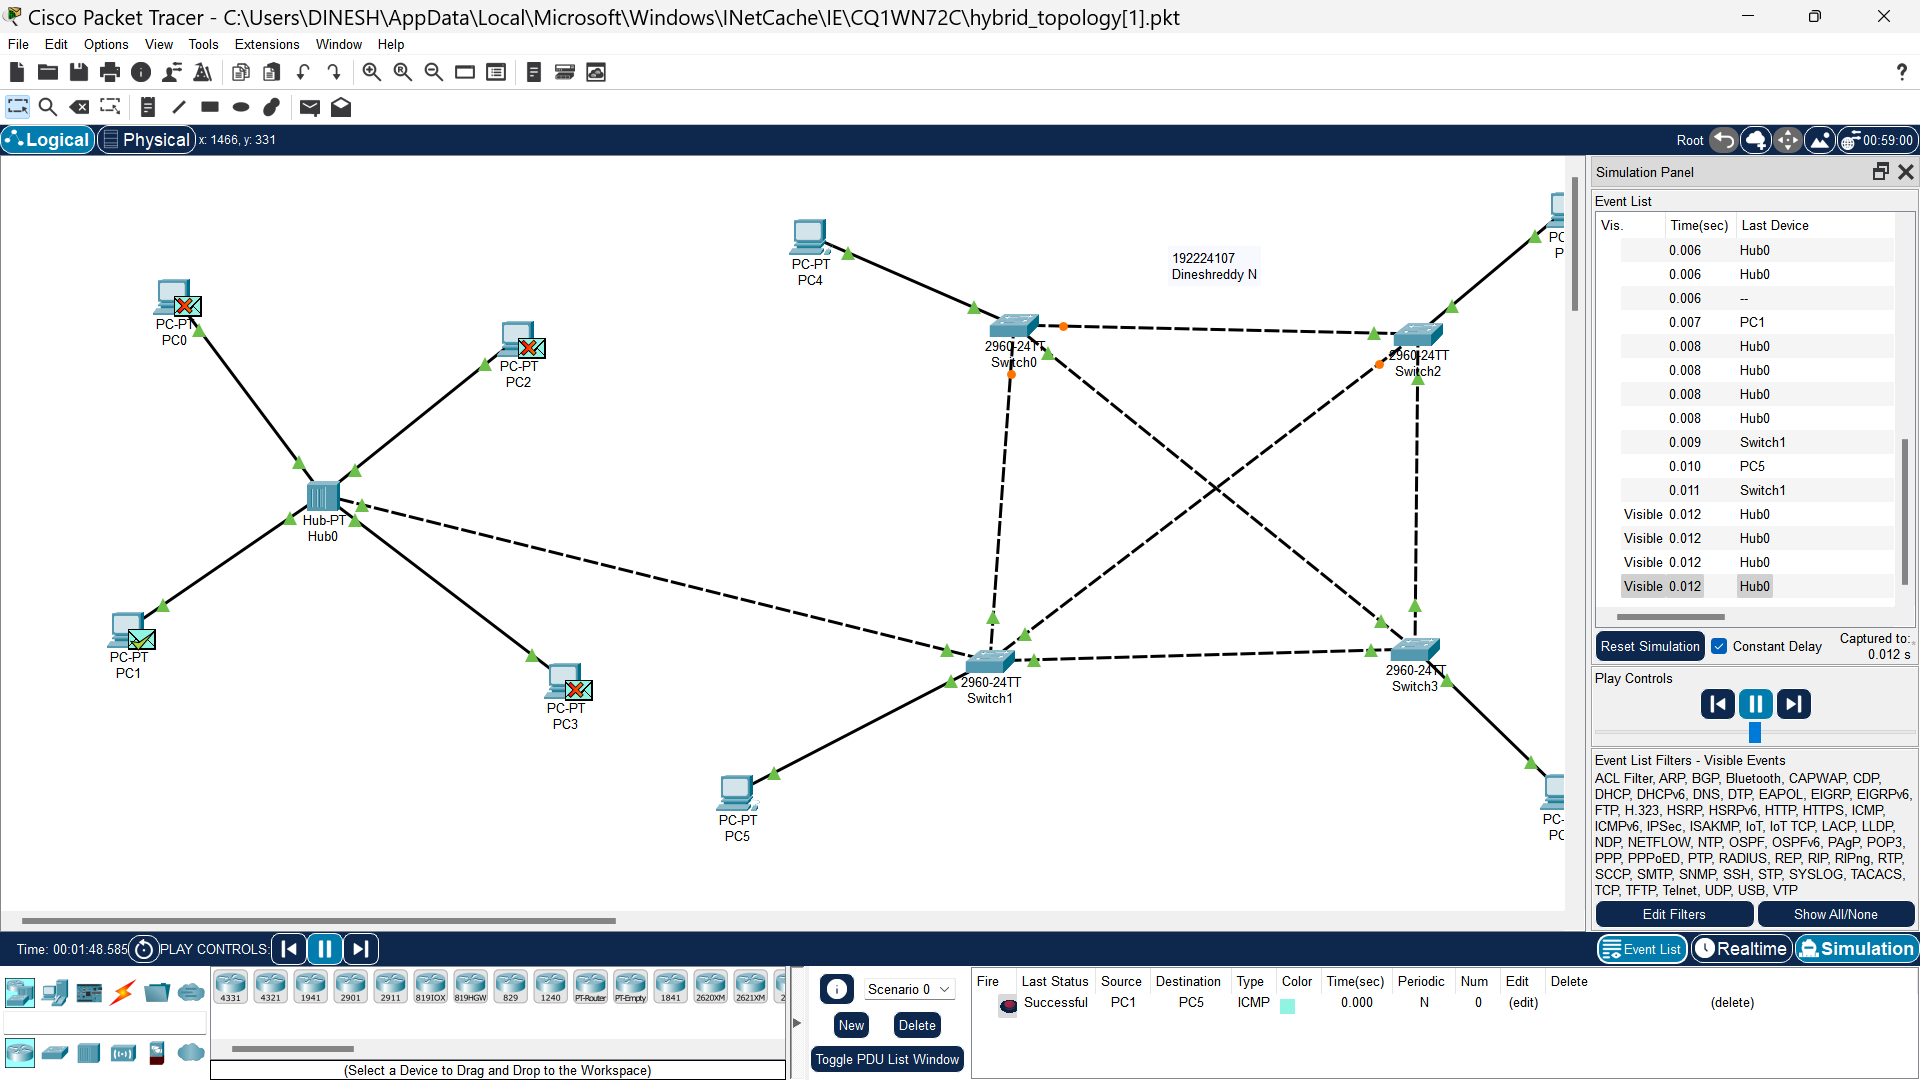 Cisco Packet Tracer - C:\Users\DINESH\AppData\Local\Microsoft\Windows\INetCache\IE\CQ1WN72C\hybrid_topology[1].pkt
File Edit Options View Tools Extensions Window Help
Logical Physical x: 1466, y: 331 Root 00:59:00
PC-PT
PC0
PC-PT
PC2
Hub-PT
Hub0
PC-PT
PC1
PC-PT
PC3
PC-PT
PC4
192224107
Dineshreddy N
2960-24TT
Switch0
2960-24TT
Switch2
2960-24TT
Switch1
2960-24TT
Switch3
PC-PT
PC5
PC
P
PC-
PC
Simulation Panel
Event List
Vis. Time(sec) Last Device
0.006 Hub0
0.006 Hub0
0.006 --
0.007 PC1
0.008 Hub0
0.008 Hub0
0.008 Hub0
0.008 Hub0
0.009 Switch1
0.010 PC5
0.011 Switch1
Visible 0.012 Hub0
Visible 0.012 Hub0
Visible 0.012 Hub0
Visible 0.012 Hub0
Reset Simulation Constant Delay Captured to:
0.012 s
Play Controls
Event List Filters - Visible Events
ACL Filter, ARP, BGP, Bluetooth, CAPWAP, CDP,
DHCP, DHCPv6, DNS, DTP, EAPOL, EIGRP, EIGRPv6,
FTP, H.323, HSRP, HSRPv6, HTTP, HTTPS, ICMP,
ICMPv6, IPSec, ISAKMP, IoT, IoT TCP, LACP, LLDP,
NDP, NETFLOW, NTP, OSPF, OSPFv6, PAgP, POP3,
PPP, PPPoED, PTP, RADIUS, REP, RIP, RIPng, RTP,
SCCP, SMTP, SNMP, SSH, STP, SYSLOG, TACACS,
TCP, TFTP, Telnet, UDP, USB, VTP
Edit Filters Show All/None
Time: 00:01:48.585 PLAY CONTROLS: Event List Realtime Simulation
4331 4321 1941 2901 2911 819IOX 819HGW 829 1240 PT-Router PT-Empty 1841 2620XM 2621XM 2
(Select a Device to Drag and Drop to the Workspace)
Scenario 0
New Delete
Toggle PDU List Window
Fire Last Status Source Destination Type Color Time(sec) Periodic Num Edit Delete
Successful PC1 PC5 ICMP 0.000 N 0 (edit) (delete)